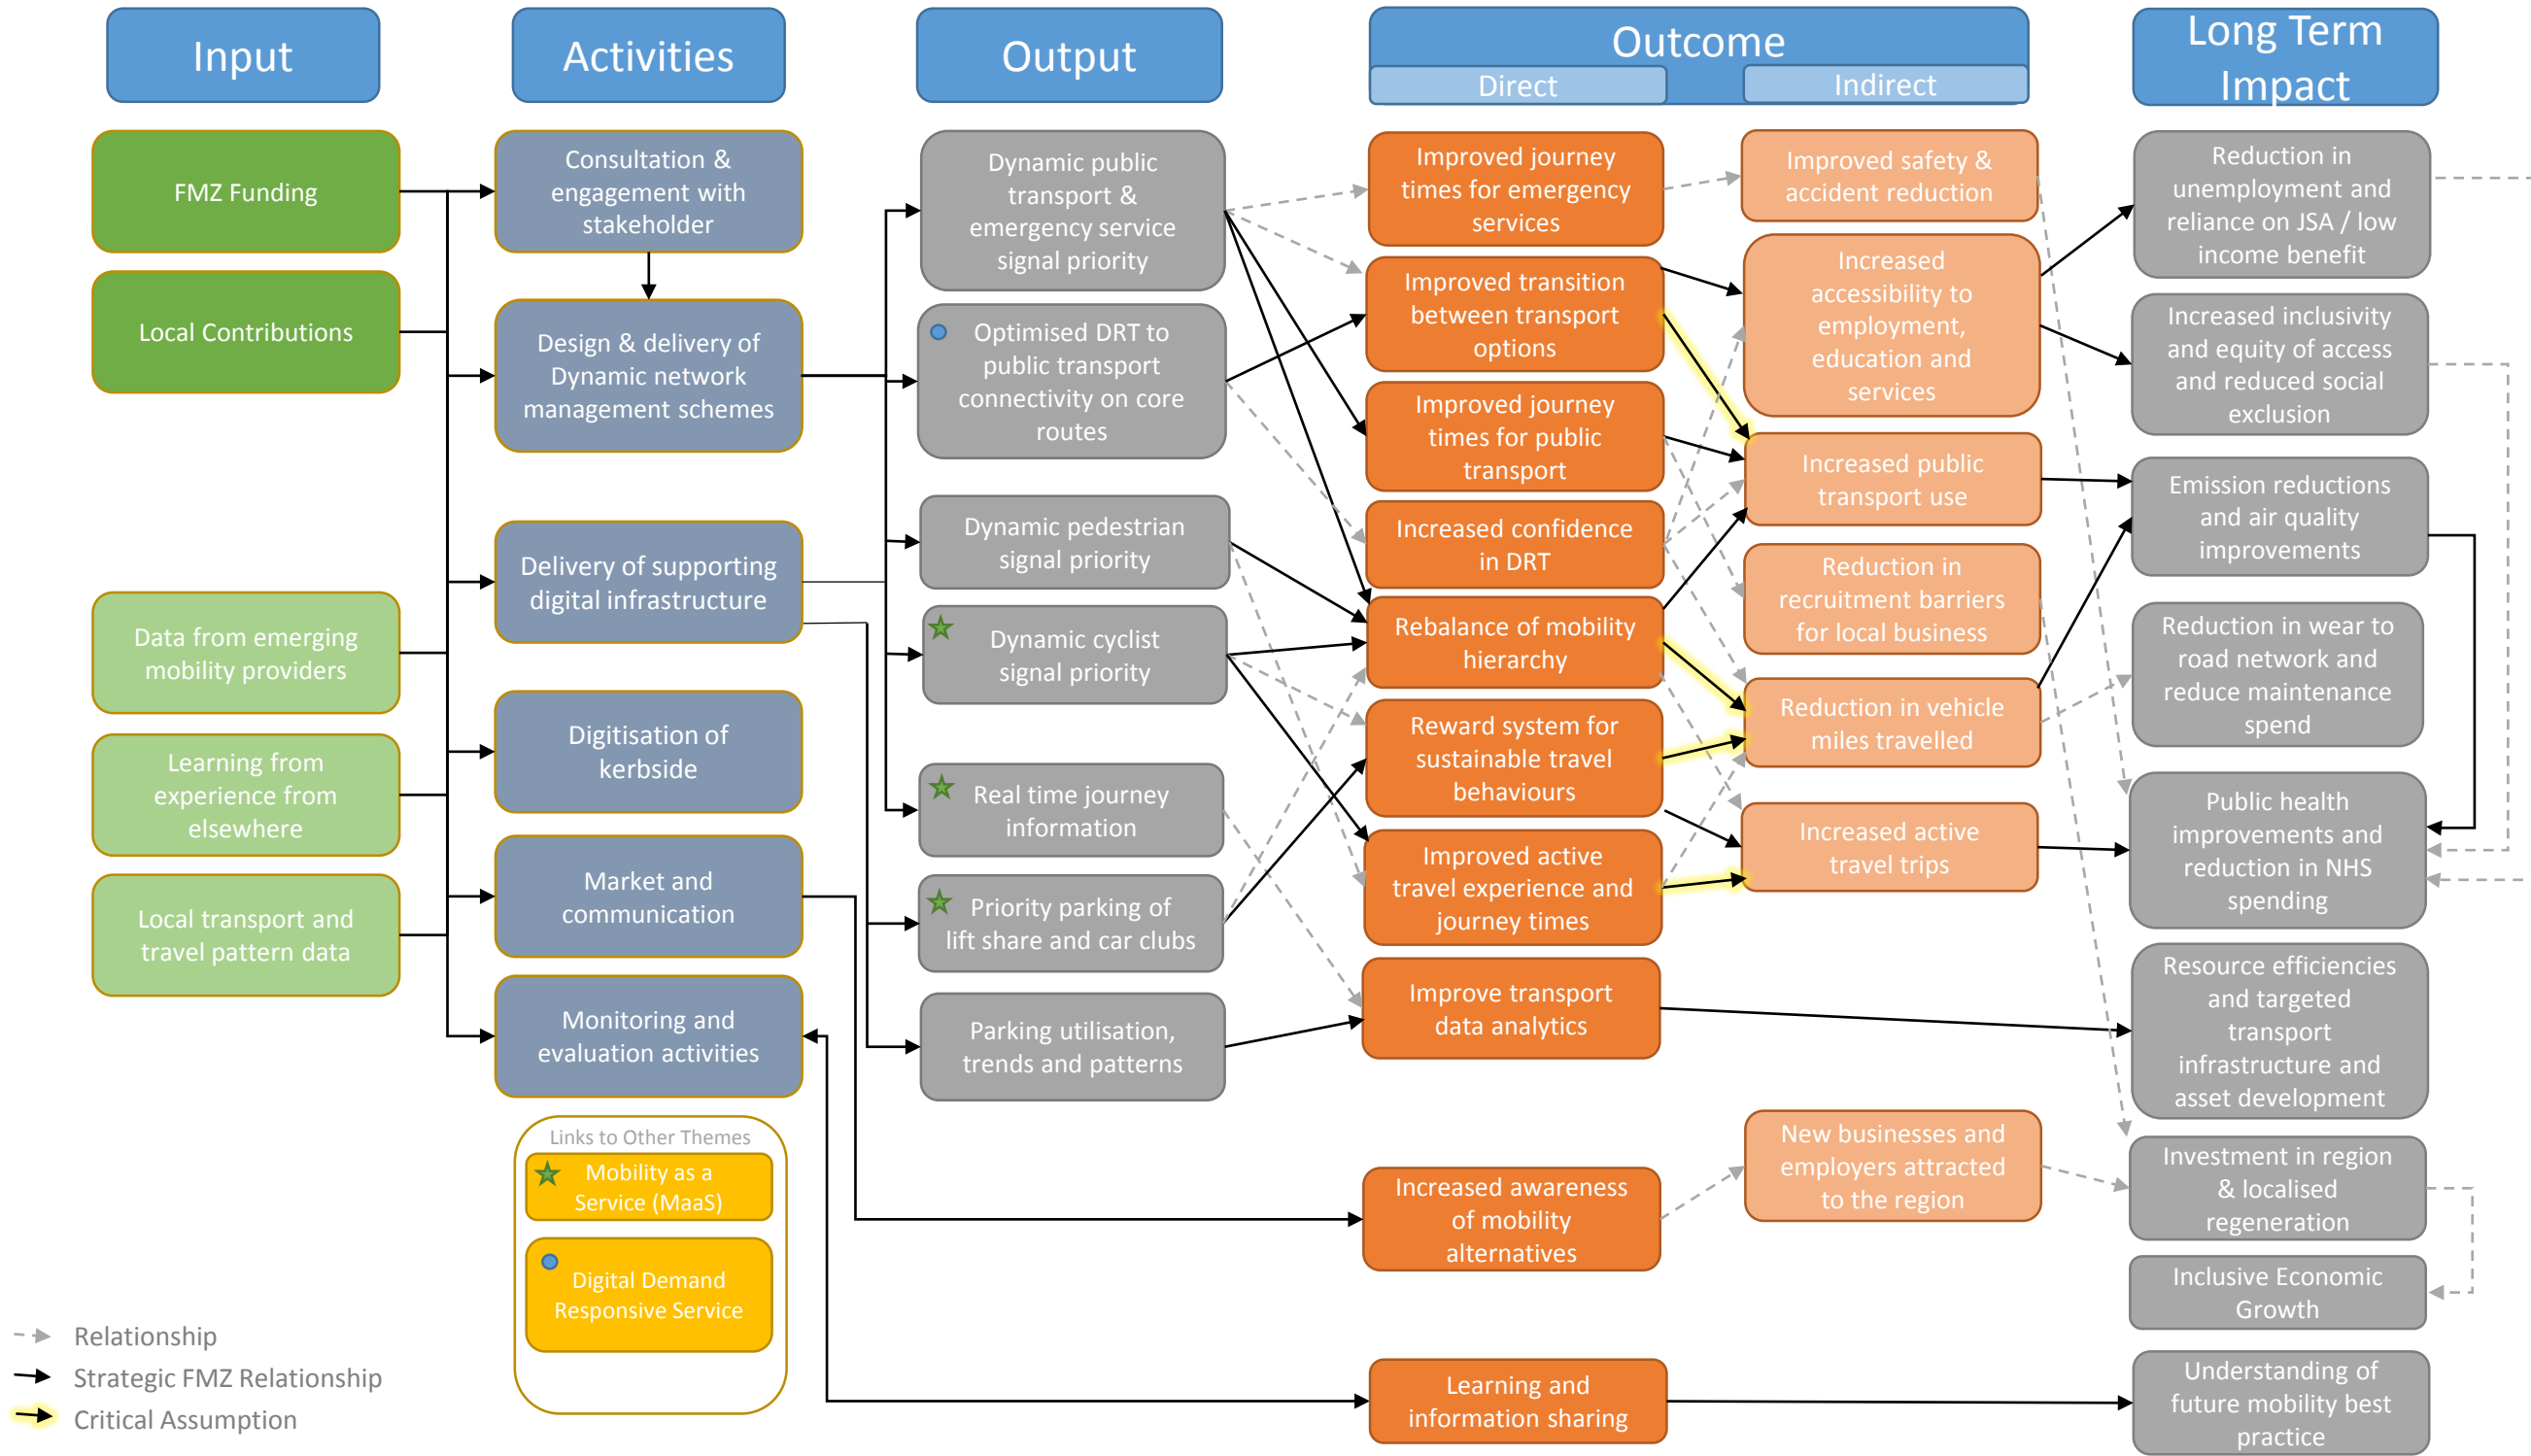 Input
Activities
Output
Outcome
Direct
Indirect
Long Term
Impact
FMZ Funding
Local Contributions
Data from emerging
mobility providers
Learning from
experience from
elsewhere
Local transport and
travel pattern data
Consultation &
engagement with
stakeholder
Design & delivery of
Dynamic network
management schemes
Delivery of supporting
digital infrastructure
Digitisation of
kerbside
Market and
communication
Monitoring and
evaluation activities
Links to Other Themes
Mobility as a
Service (MaaS)
Digital Demand
Responsive Service
Dynamic public
transport &
emergency service
signal priority
Optimised DRT to
public transport
connectivity on core
routes
Dynamic pedestrian
signal priority
Dynamic cyclist
signal priority
Real time journey
information
Priority parking of
lift share and car clubs
Parking utilisation,
trends and patterns
Improved journey
times for emergency
services
Improved transition
between transport
options
Improved journey
times for public
transport
Increased confidence
in DRT
Rebalance of mobility
hierarchy
Reward system for
sustainable travel
behaviours
Improved active
travel experience and
journey times
Improve transport
data analytics
Increased awareness
of mobility
alternatives
Learning and
information sharing
Improved safety &
accident reduction
Increased
accessibility to
employment,
education and
services
Increased public
transport use
Reduction in
recruitment barriers
for local business
Reduction in vehicle
miles travelled
Increased active
travel trips
New businesses and
employers attracted
to the region
Reduction in
unemployment and
reliance on JSA / low
income benefit
Increased inclusivity
and equity of access
and reduced social
exclusion
Emission reductions
and air quality
improvements
Reduction in wear to
road network and
reduce maintenance
spend
Public health
improvements and
reduction in NHS
spending
Resource efficiencies
and targeted
transport
infrastructure and
asset development
Investment in region
& localised
regeneration
Inclusive Economic
Growth
Understanding of
future mobility best
practice
Relationship
Strategic FMZ Relationship
Critical Assumption